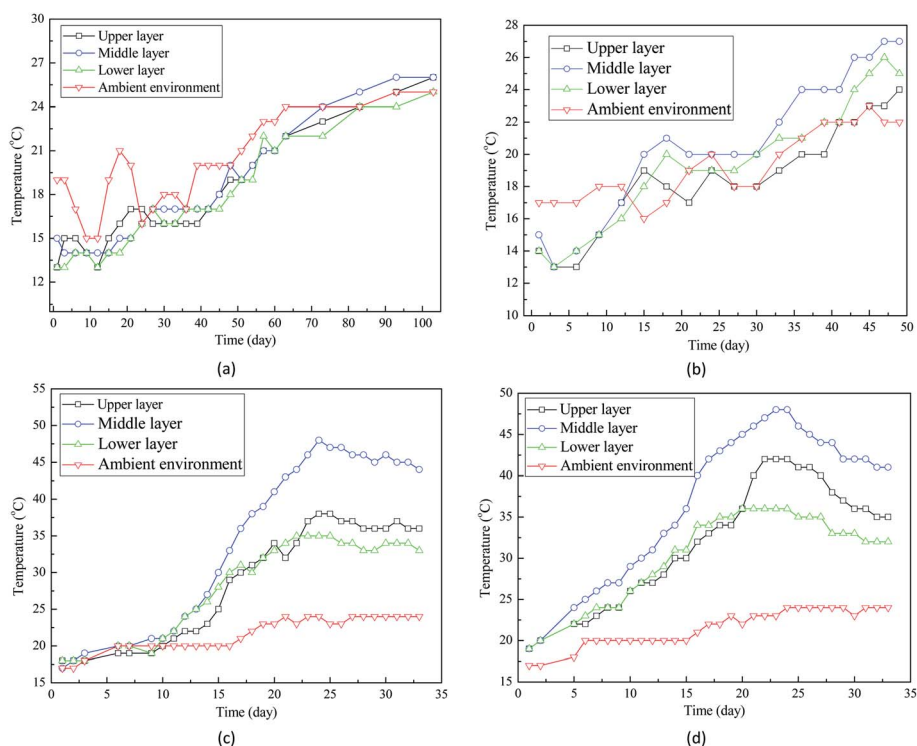 30
27
24
21
18
15
12
Temperature (°C)
Upper layer
Middle layer
Lower layer
Ambient environment
0 10 20 30 40 50 60 70 80 90 100
Time (day)
(a)
28
26
24
22
20
18
16
14
12
Temperature (°C)
Upper layer
Middle layer
Lower layer
Ambient environment
0 5 10 15 20 25 30 35 40 45 50
Time (day)
(b)
55
50
45
40
35
30
25
20
15
Temperature (°C)
Upper layer
Middle layer
Lower layer
Ambient environment
0 5 10 15 20 25 30 35
Time (day)
(c)
50
45
40
35
30
25
20
15
Temperature (°C)
Upper layer
Middle layer
Lower layer
Ambient environment
0 5 10 15 20 25 30 35
Time (day)
(d)